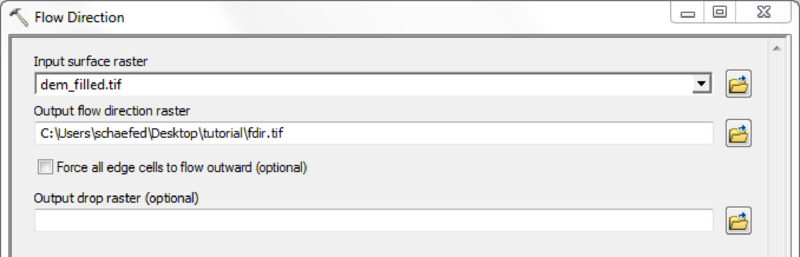 Flow Direction
Input surface raster
dem_filled.tif
Output flow direction raster
C:\Users\schaefed\Desktop\tutorial\fdir.tif
Force all edge cells to flow outward (optional)
Output drop raster (optional)